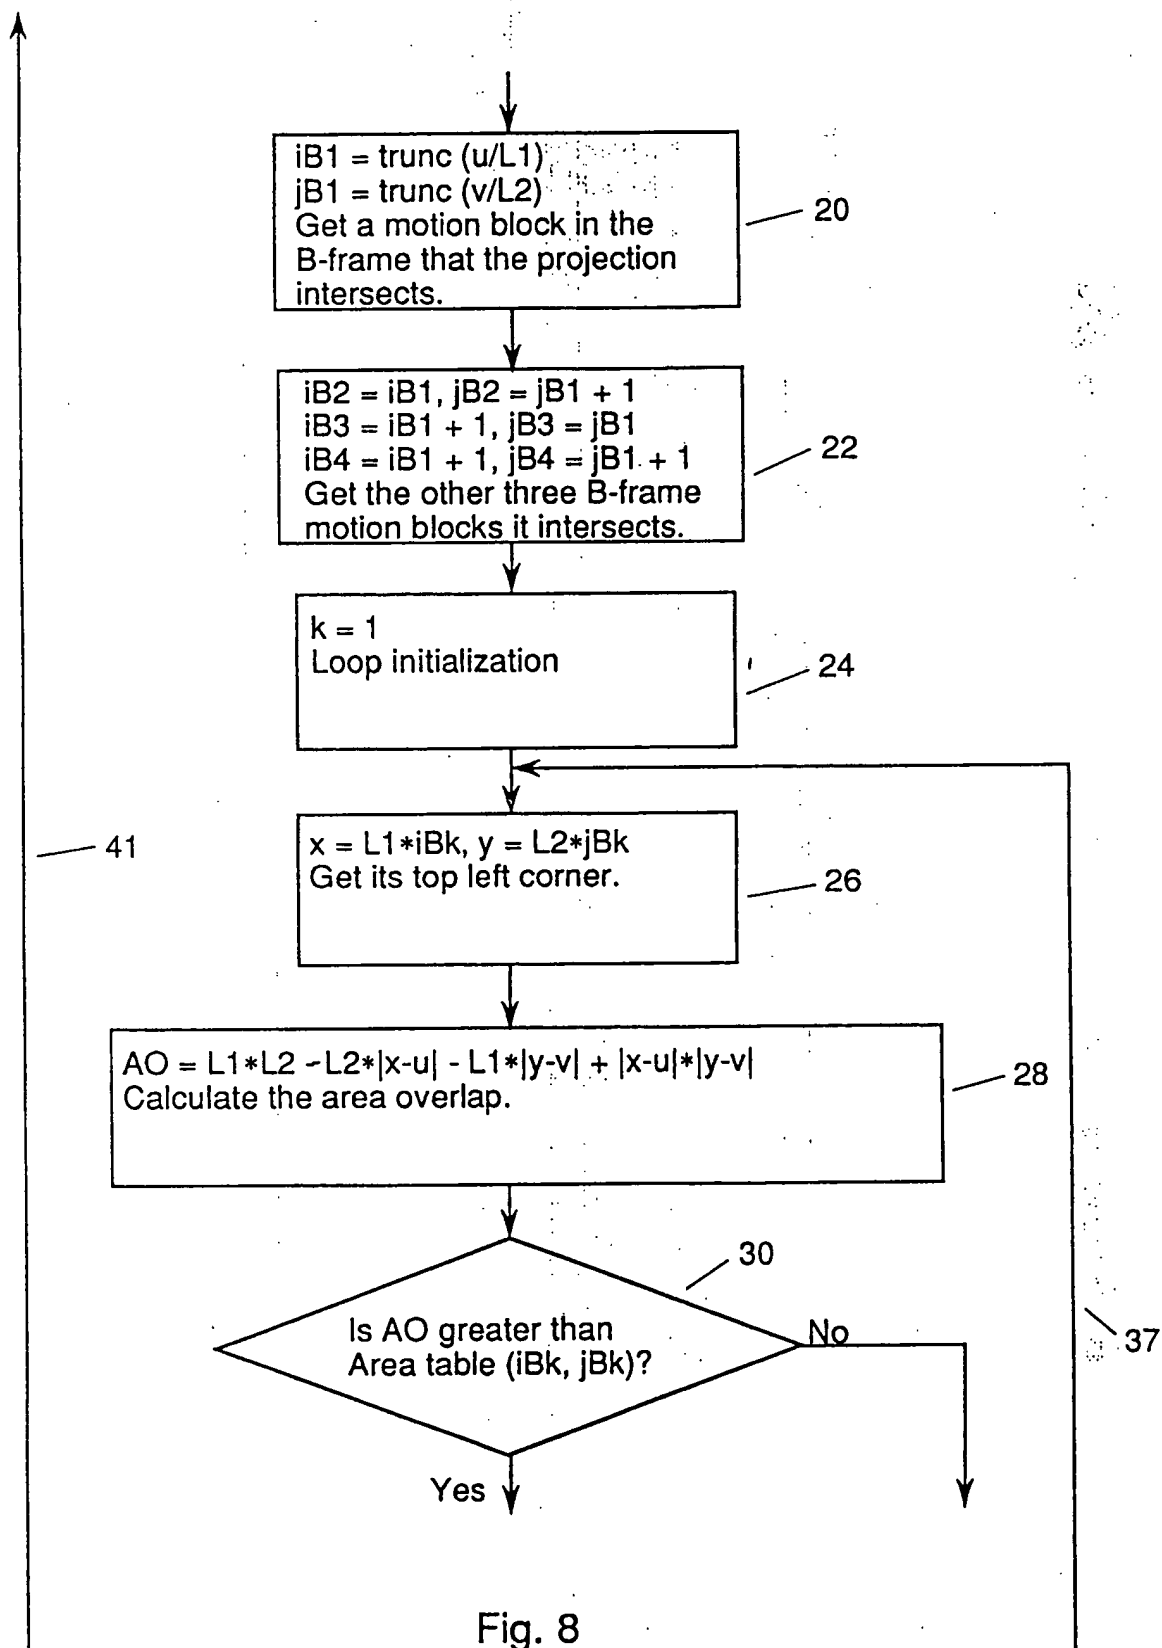 iB1 = trunc (u/L1)
jB1 = trunc (v/L2)
Get a motion block in the
B-frame that the projection
intersects.
20
iB2 = iB1, jB2 = jB1 + 1
iB3 = iB1 + 1, jB3 = jB1
iB4 = iB1 + 1, jB4 = jB1 + 1
Get the other three B-frame
motion blocks it intersects.
22
k = 1
Loop initialization
24
41
x = L1*iBk, y = L2*jBk
Get its top left corner.
26
AO = L1*L2 -L2*|x-u| - L1*|y-v| + |x-u|*|y-v|
Calculate the area overlap.
28
30
Is AO greater than
Area table (iBk, jBk)?
No
37
Yes
Fig. 8